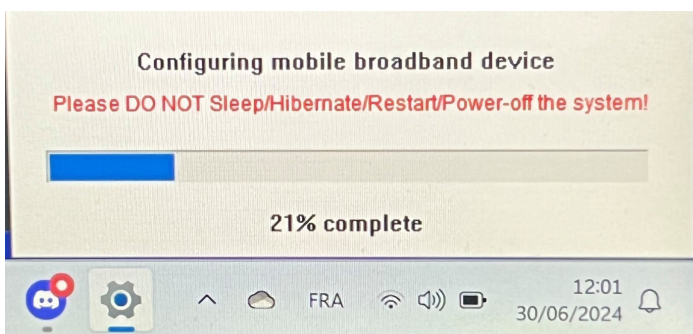 Configuring mobile broadband device
Please DO NOT Sleep/Hibernate/Restart/Power-off the system!
21% complete
FRA
12:01
30/06/2024